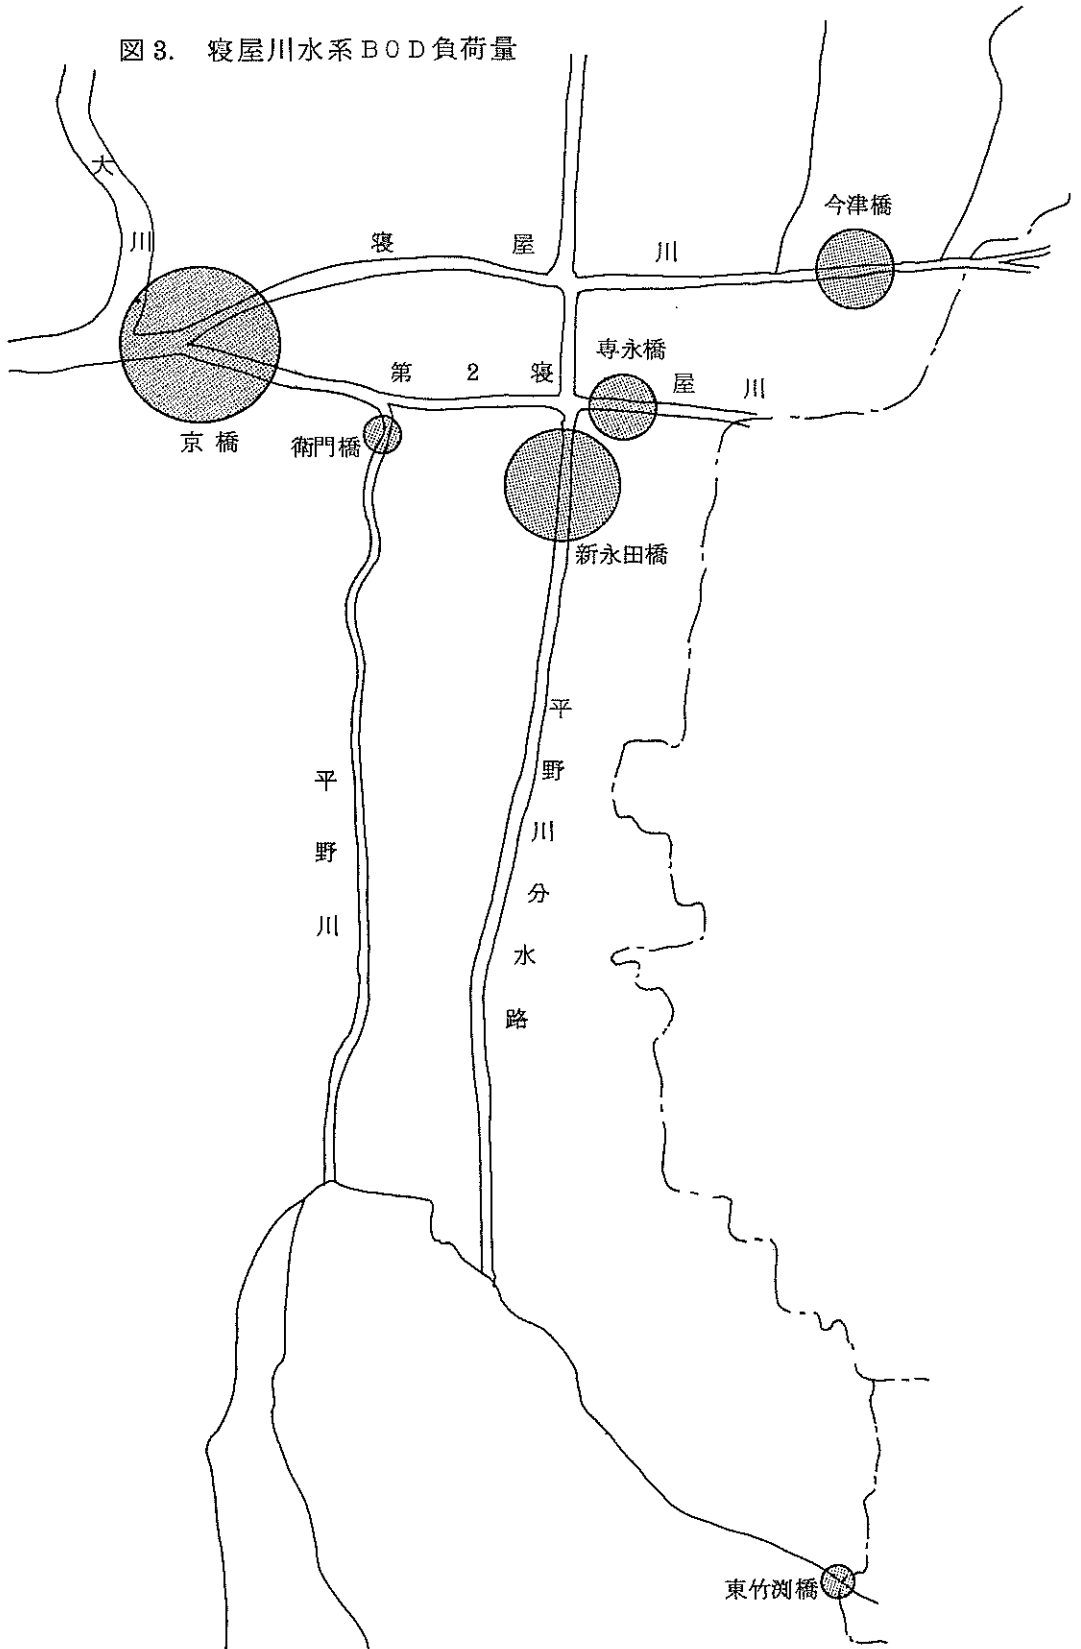 図3. 寝屋川水系BOD負荷量
大川
寝屋川
今津橋
専永橋
第2寝屋川
京橋
衛門橋
新永田橋
平野川分水路
平野川
東竹渕橋